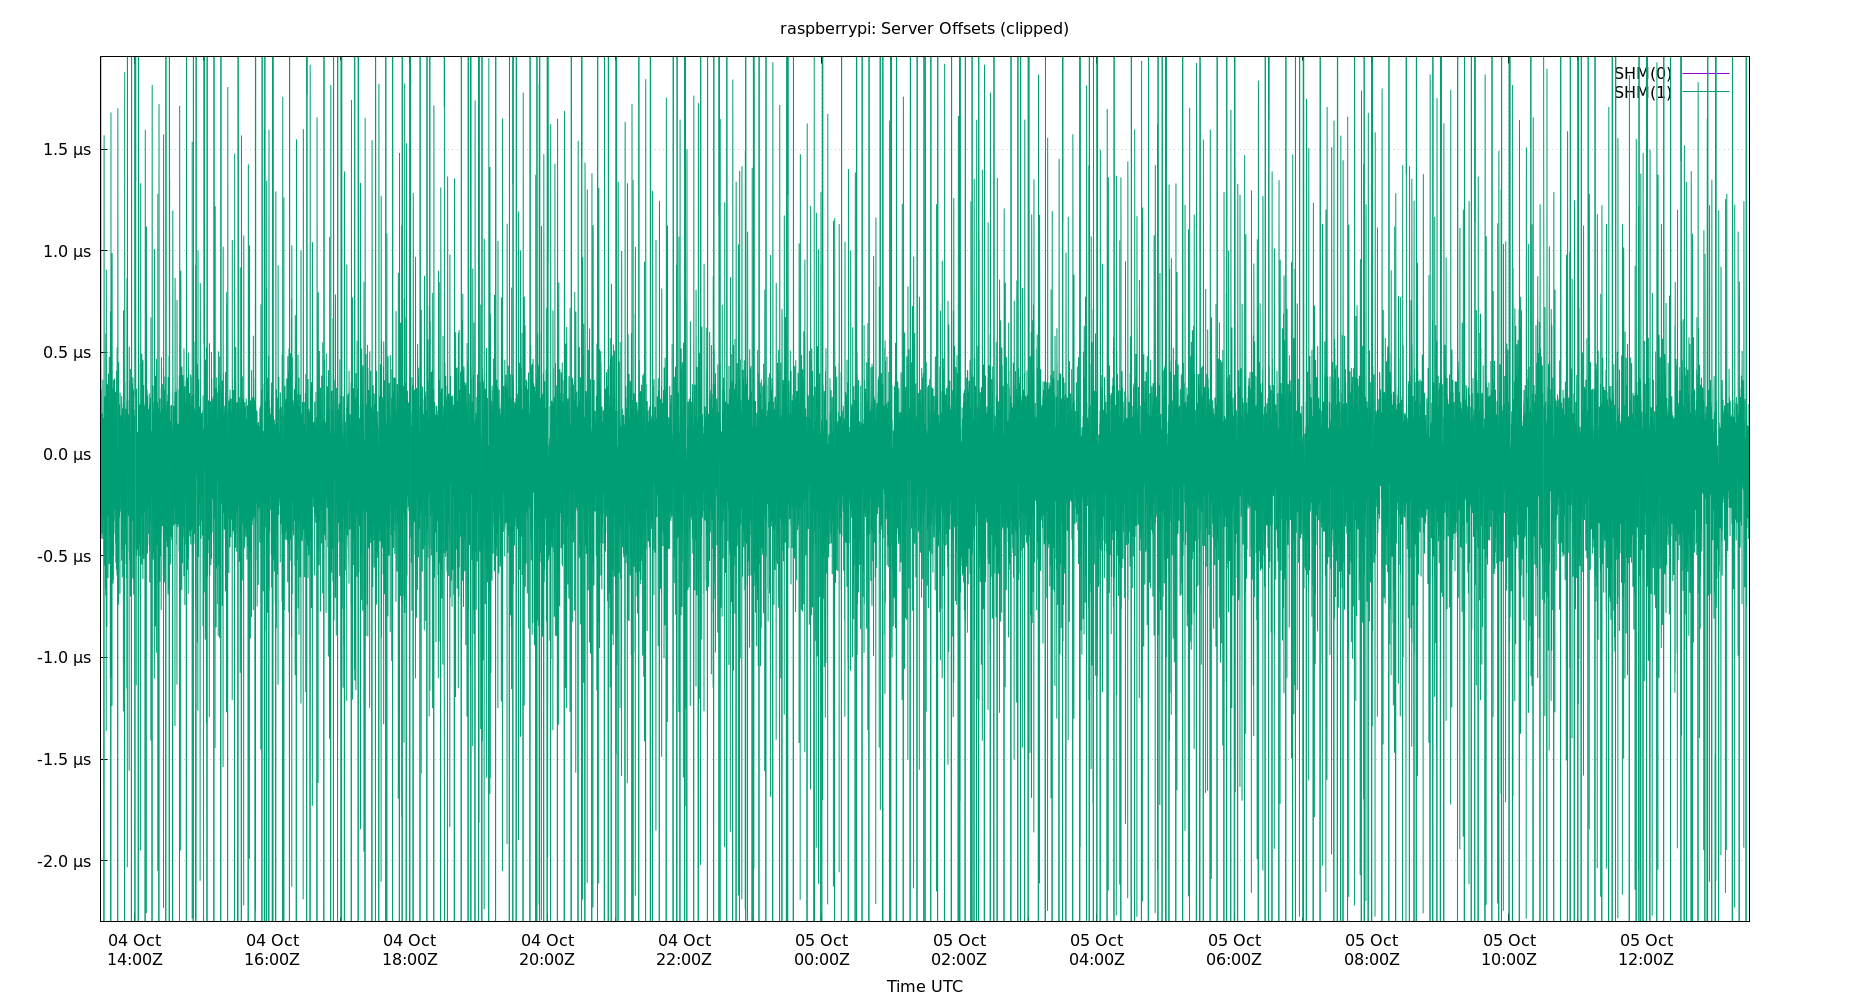 raspberrypi: Server Offsets (clipped)
SHM(0)
SHM(1)
1.5 µs
1.0 µs
0.5 µs
0.0 µs
-0.5 µs
-1.0 µs
-1.5 µs
-2.0 µs
04 Oct 04 Oct 04 Oct 04 Oct 04 Oct 05 Oct 05 Oct 05 Oct 05 Oct 05 Oct 05 Oct 05 Oct
14:00Z 16:00Z 18:00Z 20:00Z 22:00Z 00:00Z 02:00Z 04:00Z 06:00Z 08:00Z 10:00Z 12:00Z
Time UTC